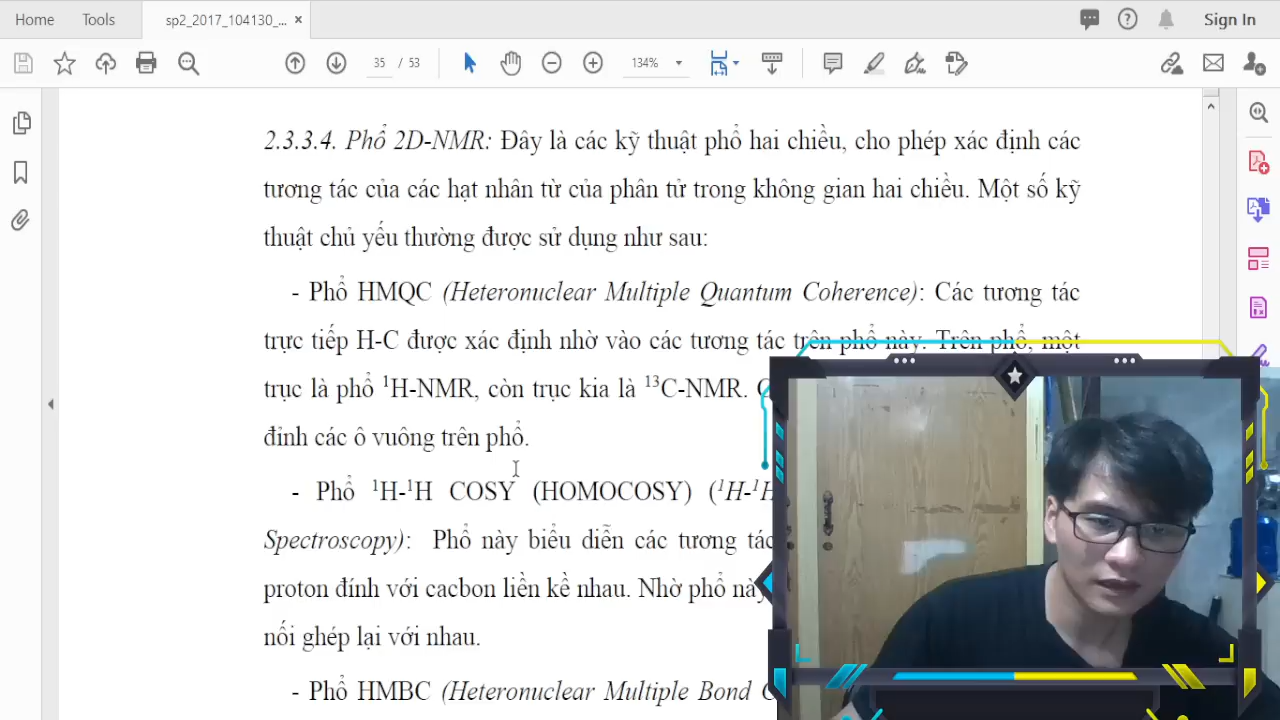 Home Tools sp2_2017_104130_... × Sign In
35 / 53 134%
2.3.3.4. Phổ 2D-NMR: Đây là các kỹ thuật phổ hai chiều, cho phép xác định các
tương tác của các hạt nhân từ của phân tử trong không gian hai chiều. Một số kỹ
thuật chủ yếu thường được sử dụng như sau:
- Phổ HMQC (Heteronuclear Multiple Quantum Coherence): Các tương tác
trực tiếp H-C được xác định nhờ vào các tương tác trên phổ này. Trên phổ, một
trục là phổ ¹H-NMR, còn trục kia là ¹³C-NMR.
đỉnh các ô vuông trên phổ.
- Phổ ¹H-¹H COSY (HOMOCOSY) (¹H-¹H
Spectroscopy): Phổ này biểu diễn các tương tác
proton đính với cacbon liền kề nhau. Nhờ phổ này
nối ghép lại với nhau.
- Phổ HMBC (Heteronuclear Multiple Bond